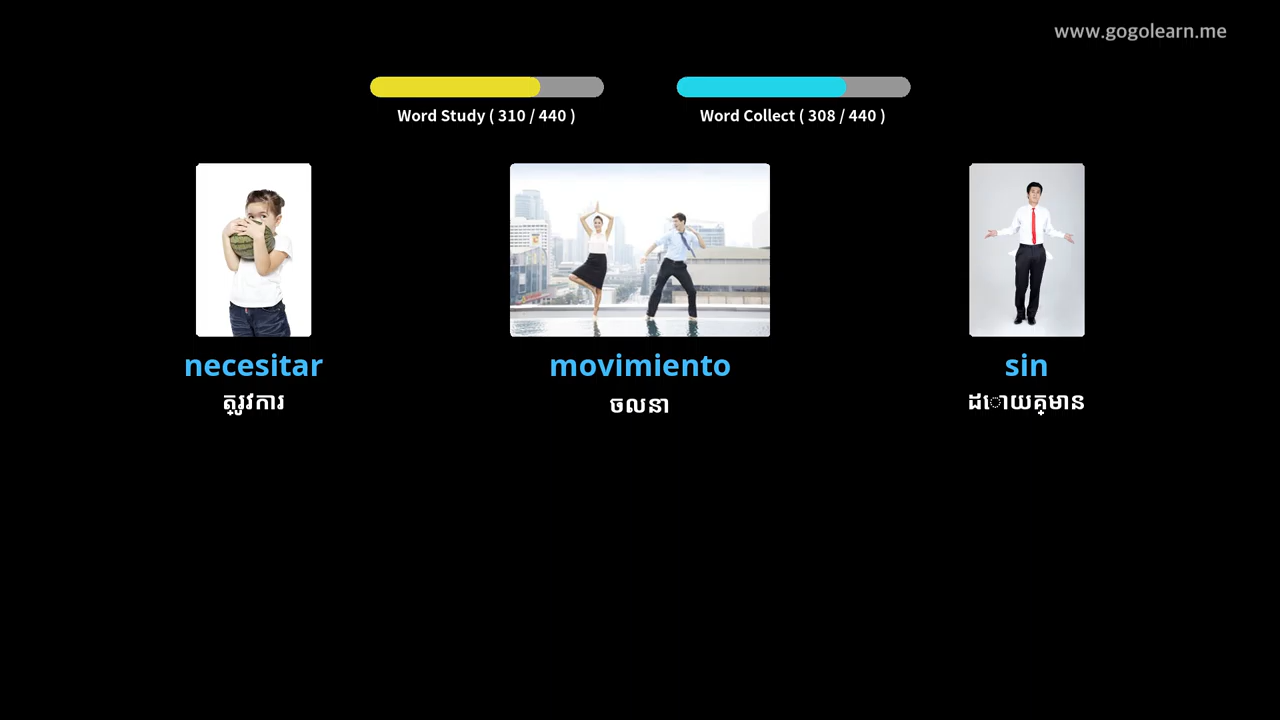 www.gogolearn.me
Word Study ( 310 / 440 )
Word Collect ( 308 / 440 )
necesitar
ត្រូវការ
movimiento
ចលនា
sin
ដោយគ្មាន